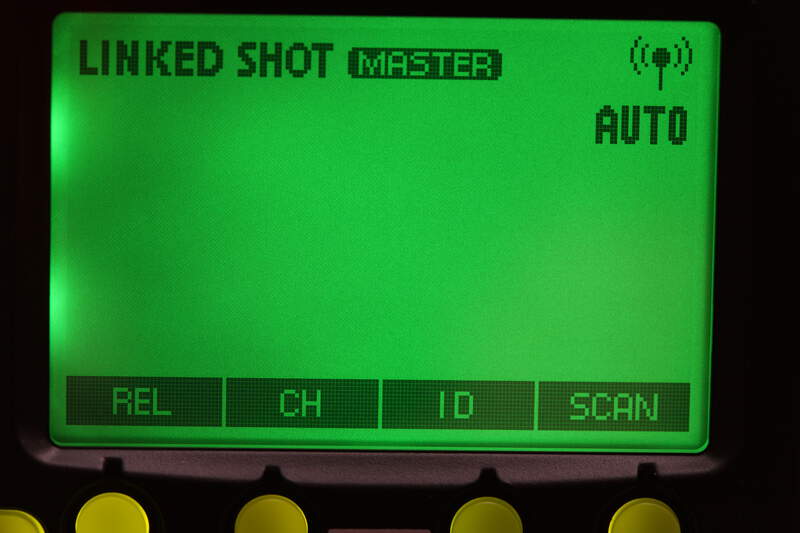 LINKED SHOT MASTER
AUTO
REL CH ID SCAN